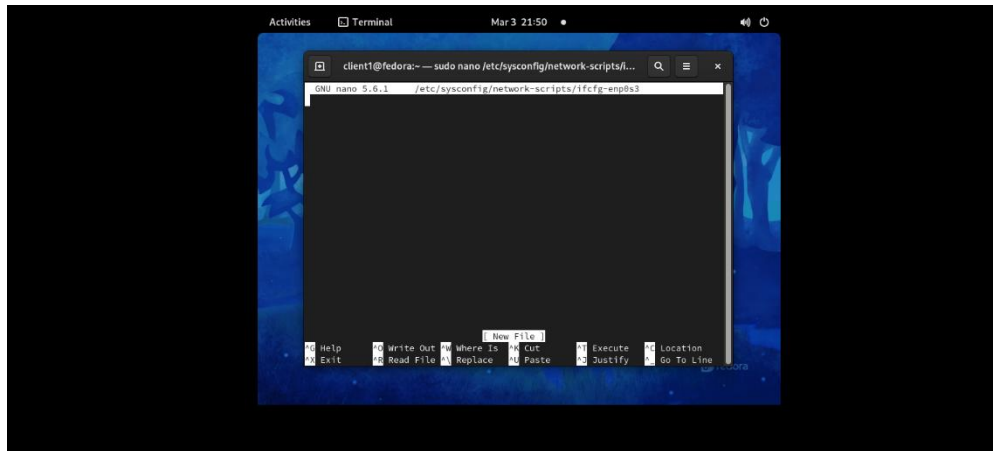 Activities Terminal Mar 3 21:50
client1@fedora:~ — sudo nano /etc/sysconfig/network-scripts/i...
GNU nano 5.6.1 /etc/sysconfig/network-scripts/ifcfg-enp0s3
[ New File ]
^G Help ^O Write Out ^W Where Is ^K Cut ^T Execute ^C Location
^X Exit ^R Read File ^\ Replace ^U Paste ^J Justify ^_ Go To Line
fedora